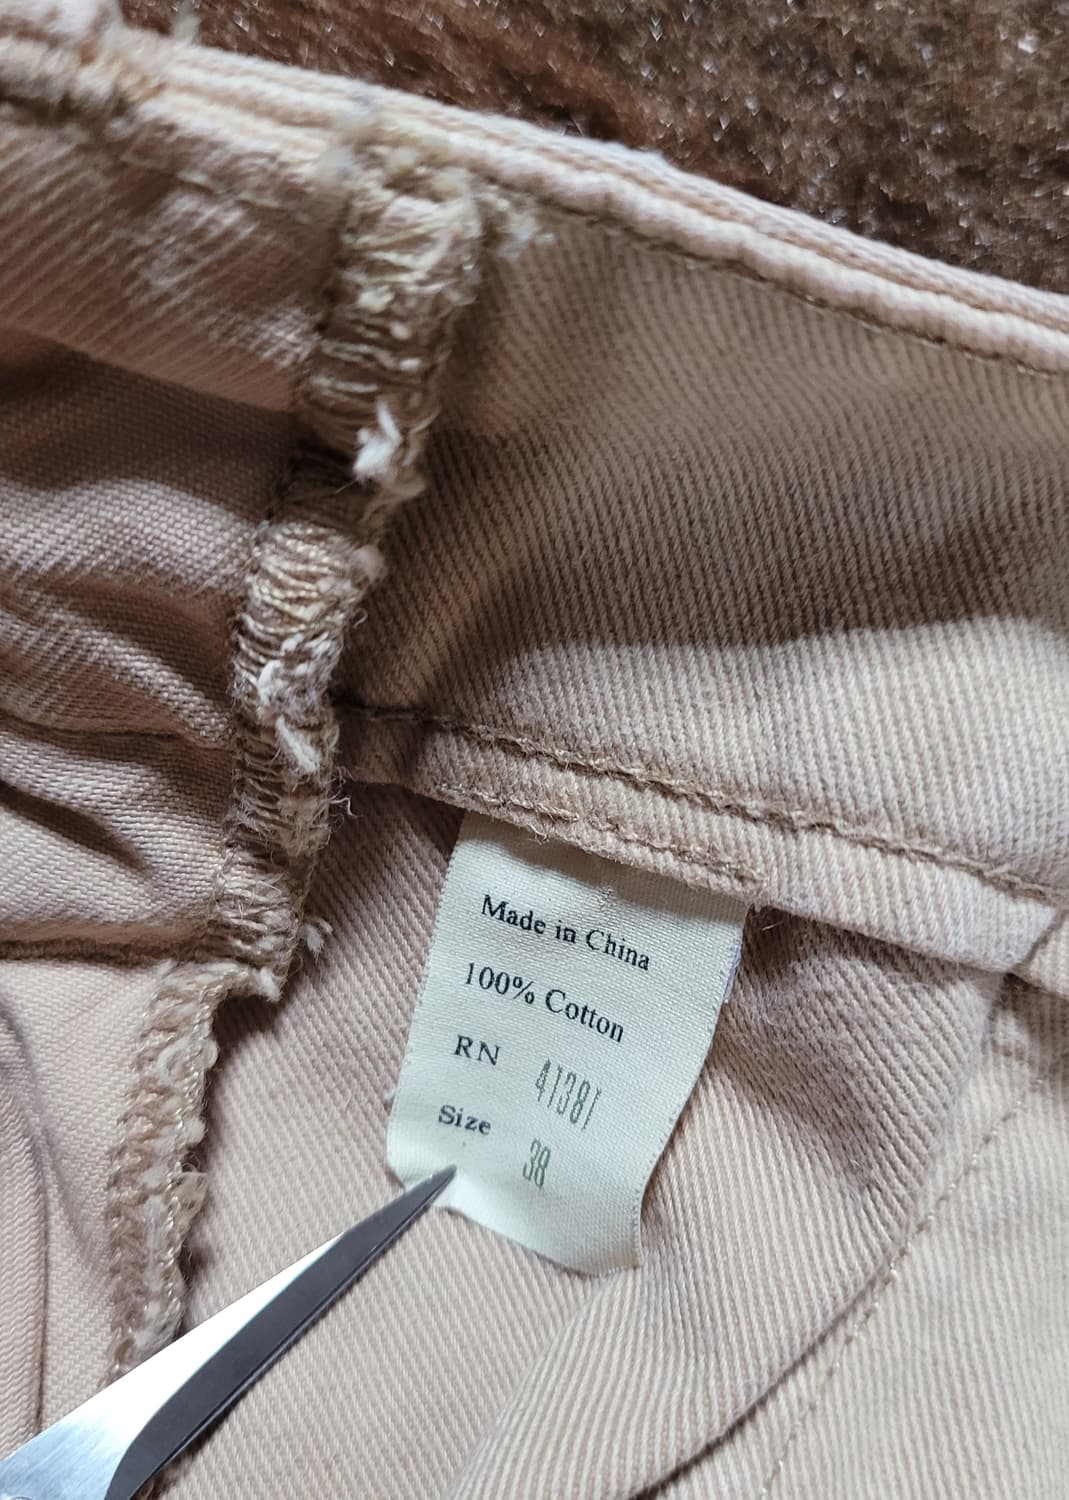 Made in China
100% Cotton
RN 41381
Size 38